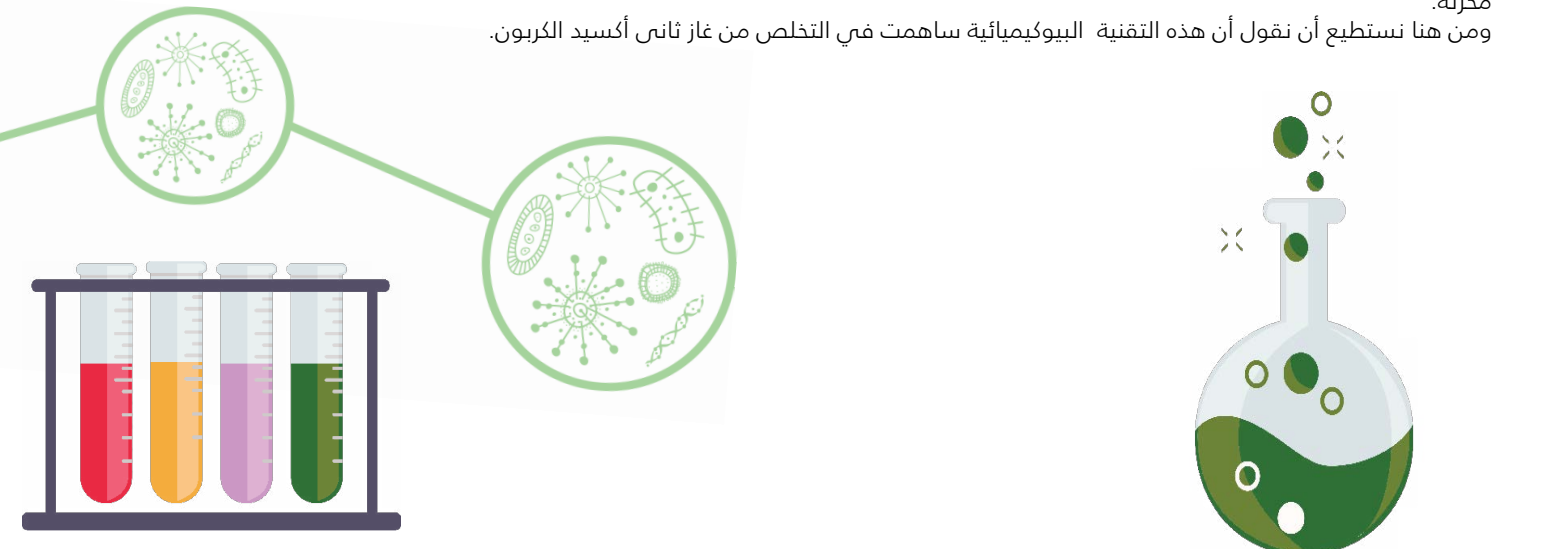 ومن هنا نستطيع أن نقول أن هذه التقنية البيوكيميائية ساهمت في التخلص من غاز ثانى أكسيد الكربون.